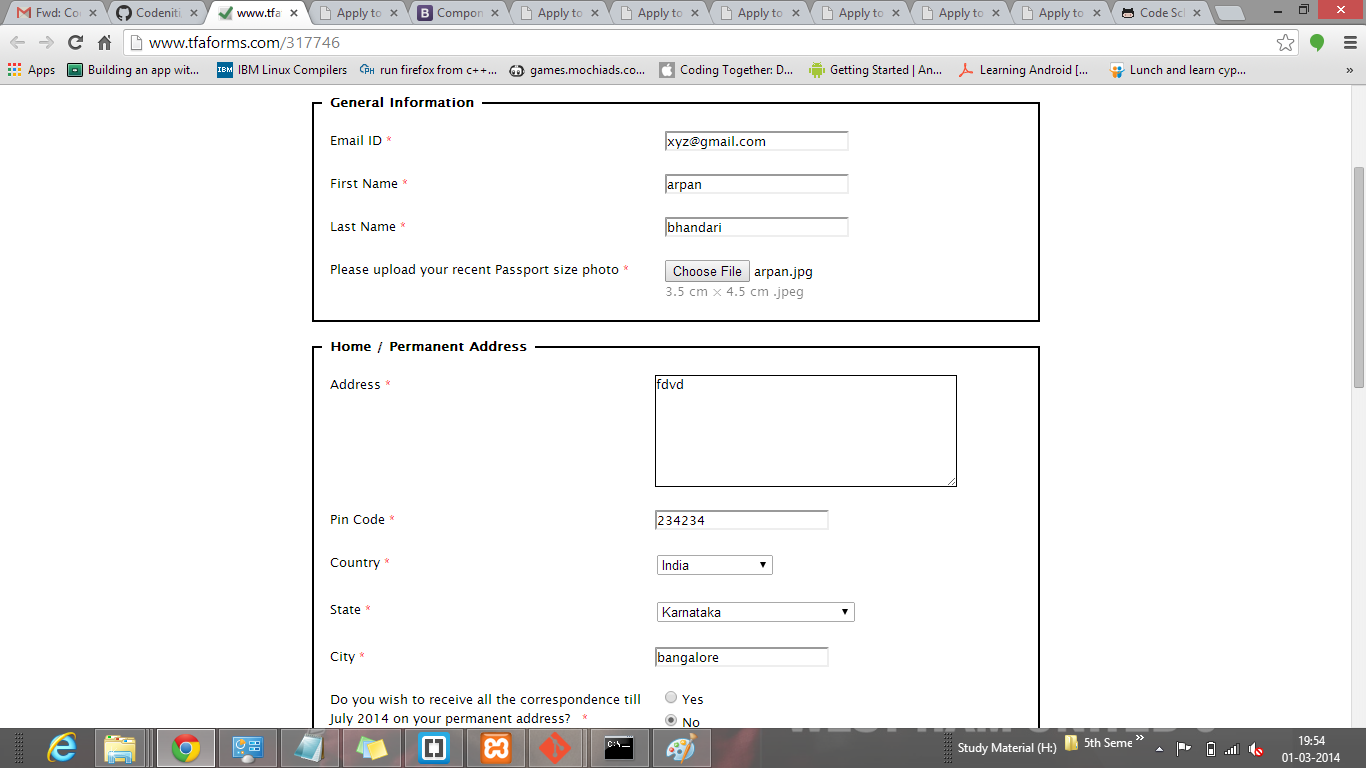 Fwd: Co
Codeniti
www.tfa
Apply to
Compon
Apply to
Apply to
Apply to
Apply to
Apply to
Apply to
Code Sc
www.tfaforms.com/317746
Apps
Building an app wit...
IBM Linux Compilers
run firefox from c++...
games.mochiads.co...
Coding Together: D...
Getting Started | An...
Learning Android [...
Lunch and learn cyp...
»
General Information
Email ID * xyz@gmail.com
First Name * arpan
Last Name * bhandari
Please upload your recent Passport size photo * Choose File arpan.jpg
3.5 cm × 4.5 cm .jpeg
Home / Permanent Address
Address * fdvd
Pin Code * 234234
Country * India
State * Karnataka
City * bangalore
Do you wish to receive all the correspondence till Yes
July 2014 on your permanent address? * No
Study Material (H:)
5th Seme
»
19:54
01-03-2014